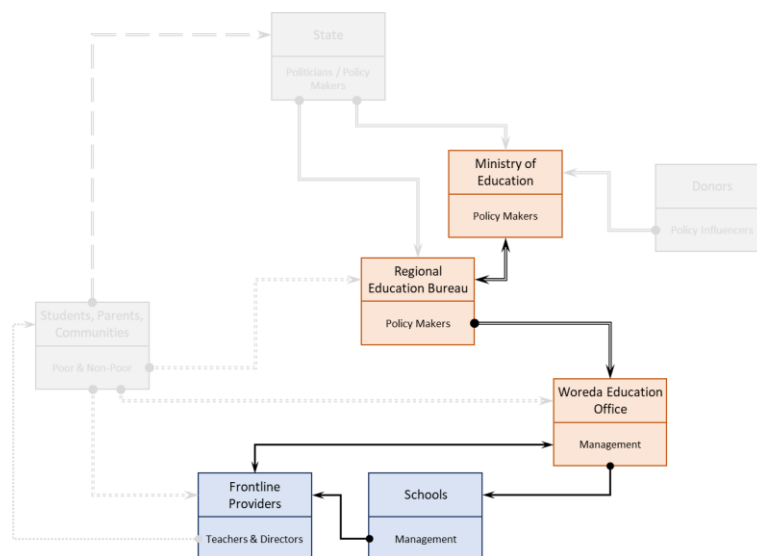 State
Politicians / Policy
Makers
Ministry of
Education
Policy Makers
Donors
Policy Influencers
Regional
Education Bureau
Policy Makers
Students, Parents,
Communities
Poor & Non-Poor
Woreda Education
Office
Management
Frontline
Providers
Teachers & Directors
Schools
Management